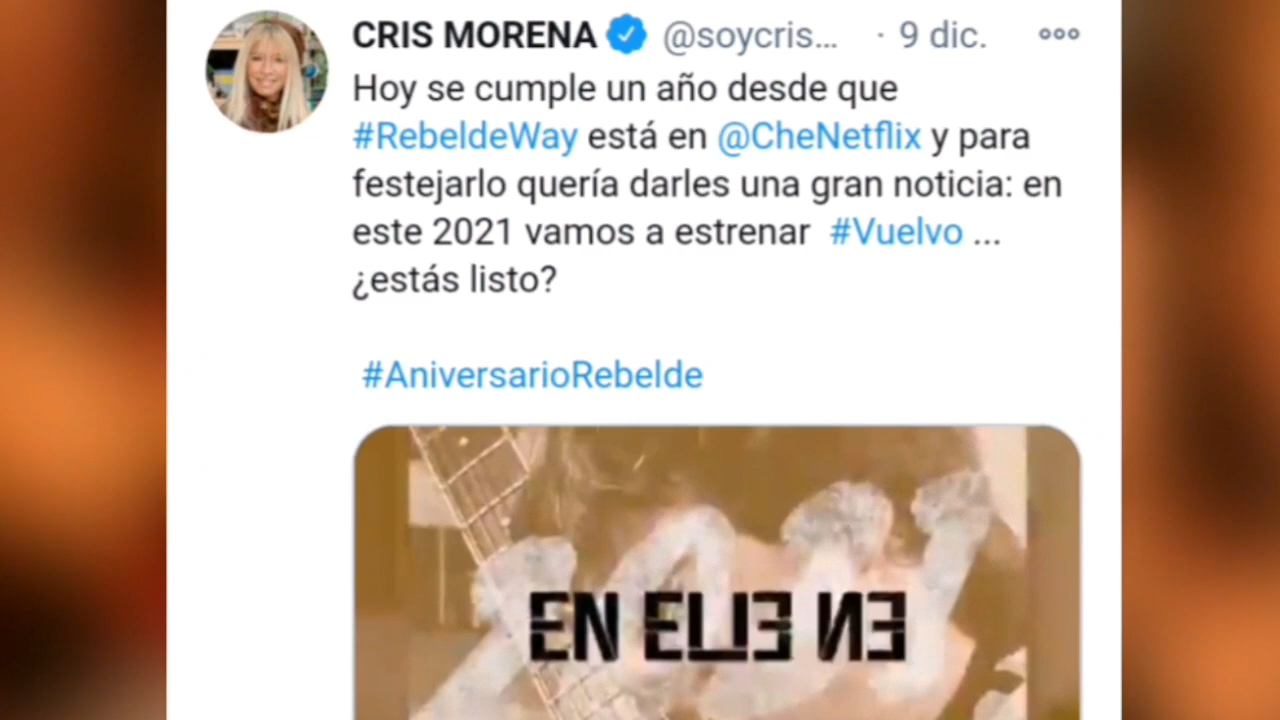 CRIS MORENA @soycris... · 9 dic.
Hoy se cumple un año desde que
#RebeldeWay está en @CheNetflix y para
festejarlo quería darles una gran noticia: en
este 2021 vamos a estrenar #Vuelvo ...
¿estás listo?
#AniversarioRebelde
EN